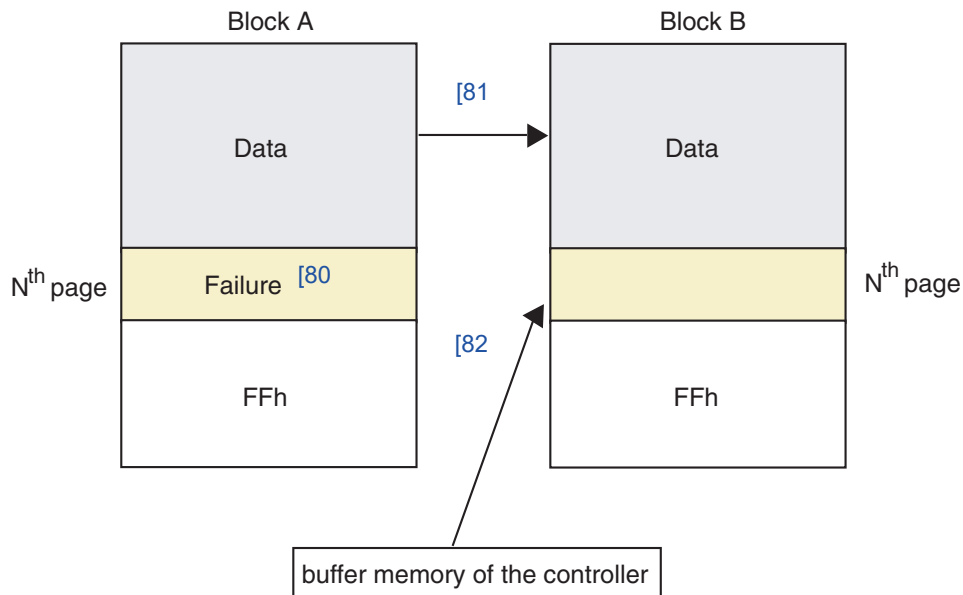 Block A
Block B
[81
Data
Data
Nth page
Failure [80
Nth page
[82
FFh
FFh
buffer memory of the controller